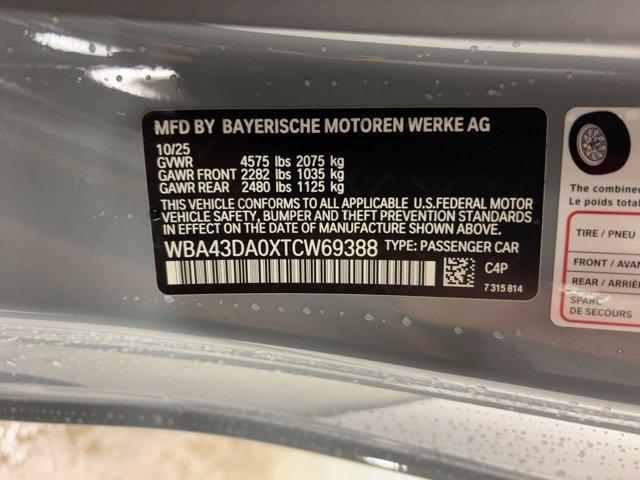 MFD BY BAYERISCHE MOTOREN WERKE AG
10/25
GVWR 4575 lbs 2075 kg
GAWR FRONT 2282 lbs 1035 kg
GAWR REAR 2480 lbs 1125 kg
THIS VEHICLE CONFORMS TO ALL APPLICABLE U.S.FEDERAL MOTOR
VEHICLE SAFETY, BUMPER AND THEFT PREVENTION STANDARDS
IN EFFECT ON THE DATE OF MANUFACTURE SHOWN ABOVE.
WBA43DA0XTCW69388 TYPE: PASSENGER CAR
C4P
7 315 814
The combined
Le poids total
TIRE / PNEU
FRONT / AVAN
REAR / ARRIÈR
SPARE
DE SECOURS